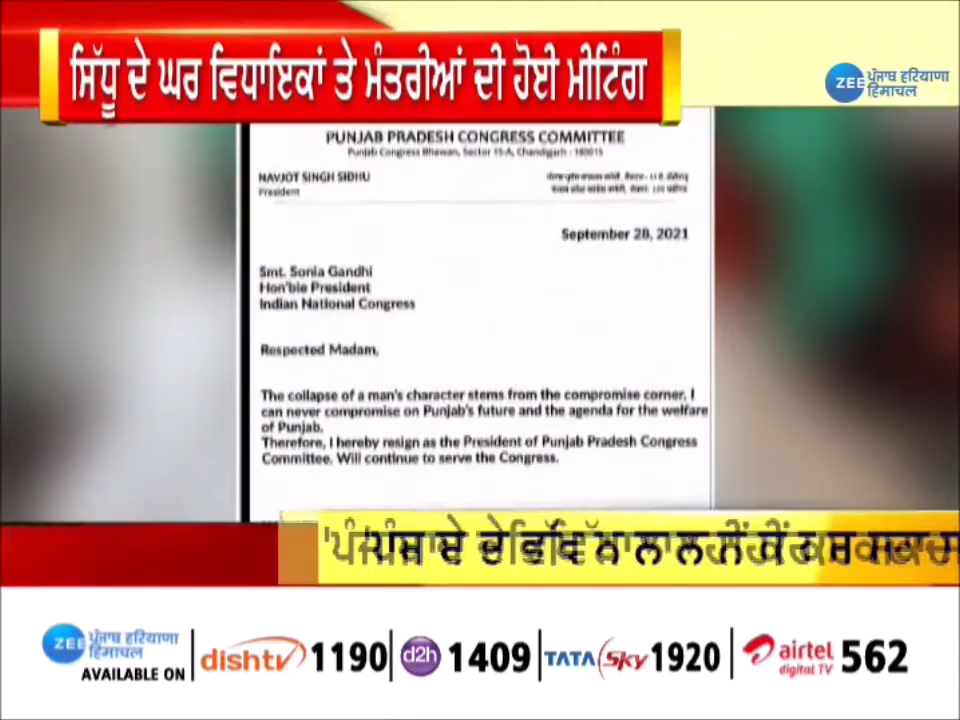 ਸਿੱਧੂ ਦੇ ਘਰ ਵਿਧਾਇਕਾਂ ਤੇ ਮੰਤਰੀਆਂ ਦੀ ਹੋਈ ਮੀਟਿੰਗ
ZEE ਪੰਜਾਬ ਹਰਿਆਣਾ
ਹਿਮਾਚਲ
PUNJAB PRADESH CONGRESS COMMITTEE
Punjab Congress Bhawan, Sector 15-A, Chandigarh - 160015
NAVJOT SINGH SIDHU
President
September 28, 2021
Smt. Sonia Gandhi
Hon'ble President
Indian National Congress
Respected Madam,
The collapse of a man's character stems from the compromise corner, I
can never compromise on Punjab's future and the agenda for the welfare
of Punjab.
Therefore, I hereby resign as the President of Punjab Pradesh Congress
Committee. Will continue to serve the Congress.
ZEE ਪੰਜਾਬ ਹਰਿਆਣਾ
ਹਿਮਾਚਲ
AVAILABLE ON
dishtv 1190
d2h 1409
TATA Sky 1920
airtel digital TV 562